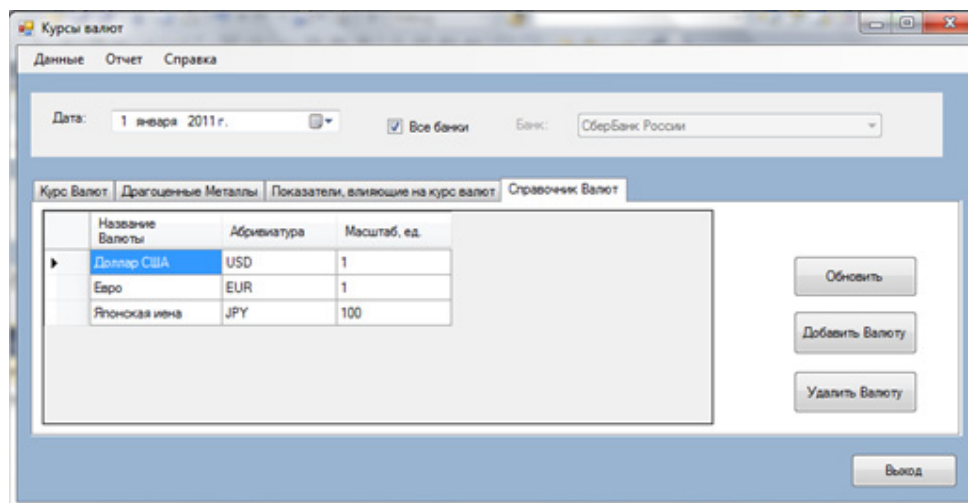 Курсы валют
Данные Отчет Справка
Дата: 1 января 2011 г. Все банки Банк: СберБанк России
Курс Валют Драгоценные Металлы Показатели, влияющие на курс валют Справочник Валют
Название Валюты Абривиатура Масштаб, ед.
Доллар США USD 1
Евро EUR 1
Японская иена JPY 100
Обновить
Добавить Валюту
Удалить Валюту
Выход